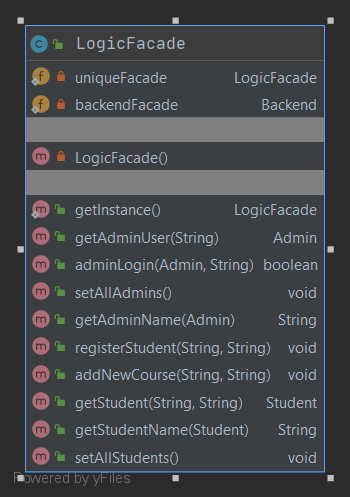 C LogicFacade
f uniqueFacade LogicFacade
f backendFacade Backend
m LogicFacade()
m getInstance() LogicFacade
m getAdminUser(String) Admin
m adminLogin(Admin, String) boolean
m setAllAdmins() void
m getAdminName(Admin) String
m registerStudent(String, String) void
m addNewCourse(String, String) void
m getStudent(String, String) Student
m getStudentName(Student) String
m setAllStudents() void
Powered by yFiles